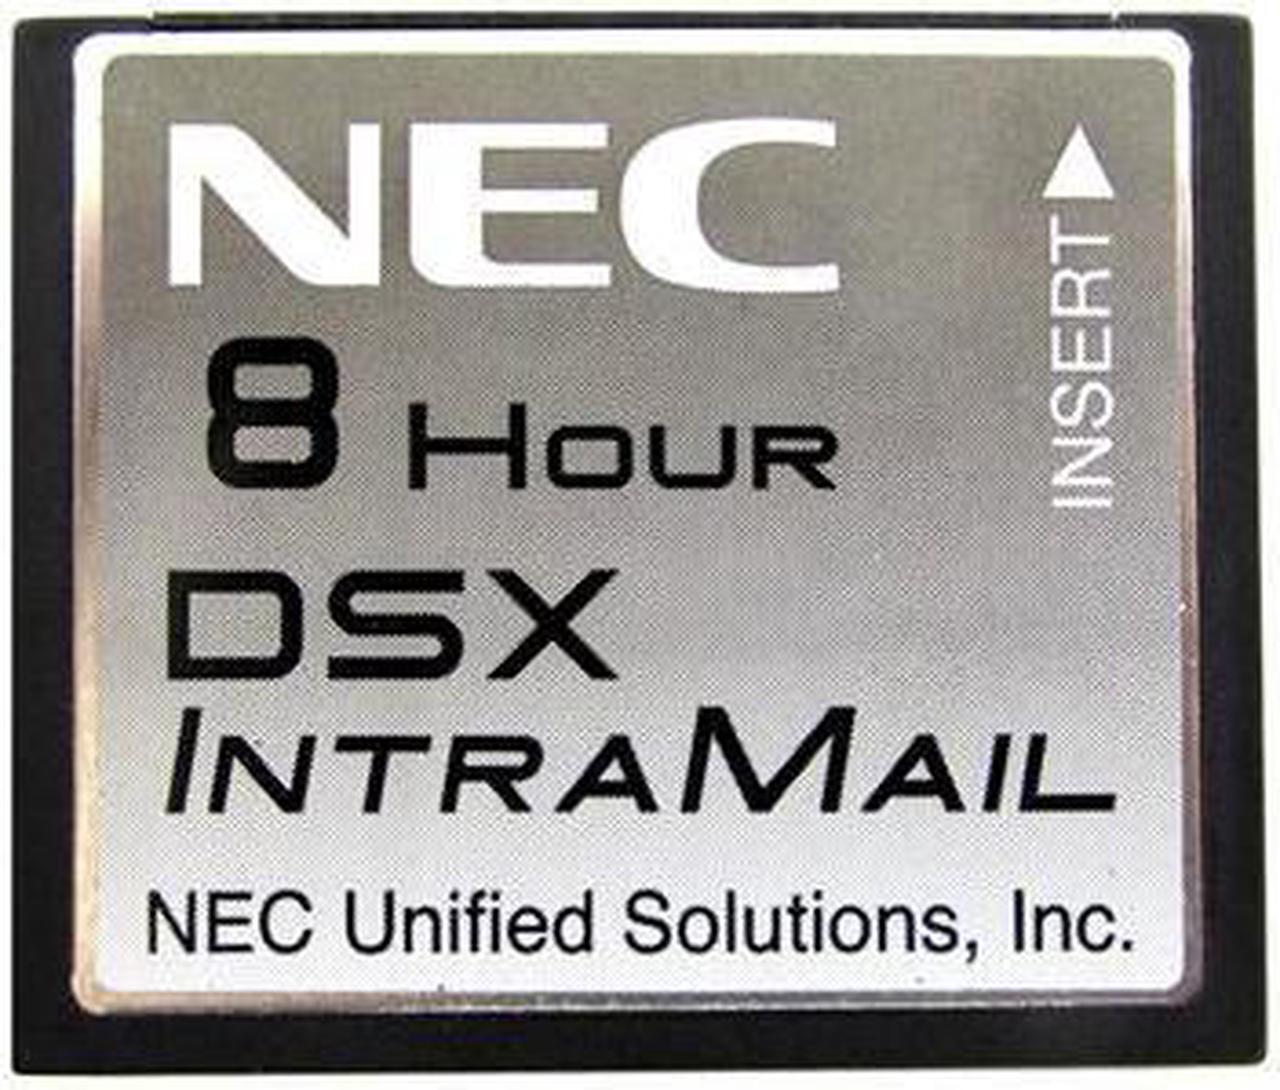 NEC
INSERT
8 HOUR
DSX
INTRAMAIL
NEC Unified Solutions, Inc.